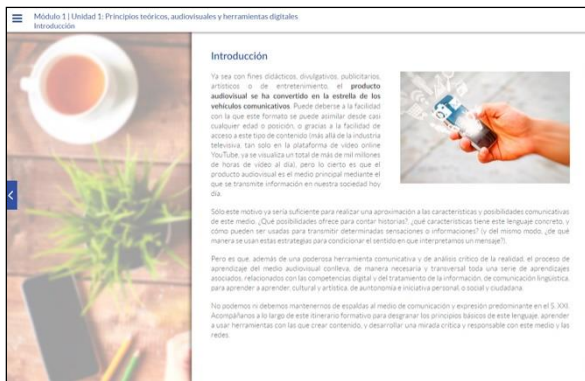 Módulo 1 | Unidad 1: Principios teóricos, audiovisuales y herramientas digitales
Introducción
Introducción
Ya sea con fines didácticos, divulgativos, publicitarios,
artísticos o de entretenimiento, el producto
audiovisual se ha convertido en la estrella de los
vehículos comunicativos. Puede deberse a la facilidad
con la que este formato se puede asimilar desde casi
cualquier edad o posición, o gracias a la facilidad de
acceso a este tipo de contenido (más allá de la industria
televisiva, tan solo en la plataforma de vídeo online
YouTube, ya se visualiza un total de más de mil millones
de horas de vídeo al día), pero lo cierto es que el
producto audiovisual es el medio principal mediante el
que se transmite información en nuestra sociedad hoy
día.
Sólo este motivo ya sería suficiente para realizar una aproximación a las características y posibilidades comunicativas
de este medio. ¿Qué posibilidades ofrece para contar historias?, ¿qué características tiene este lenguaje concreto, y
cómo pueden ser usadas para transmitir determinadas sensaciones o informaciones? (y del mismo modo, ¿de qué
manera se usan estas estrategias para condicionar el sentido en que interpretamos un mensaje?).
Pero es que, además de una poderosa herramienta comunicativa y de análisis crítico de la realidad, el proceso de
aprendizaje del medio audiovisual conlleva, de manera necesaria y transversal toda una serie de aprendizajes
asociados, relacionados con las competencias digital y del tratamiento de la información, de comunicación lingüística,
para aprender a aprender, cultural y artística, de autonomía e iniciativa personal, o social y ciudadana.
No podemos ni debemos mantenernos de espaldas al medio de comunicación y expresión predominante en el S. XXI.
Acompáñanos a lo largo de este itinerario formativo para desgranar los principios básicos de este lenguaje, aprender
a usar herramientas con las que crear contenido, y desarrollar una mirada crítica y responsable con este medio y las
redes.